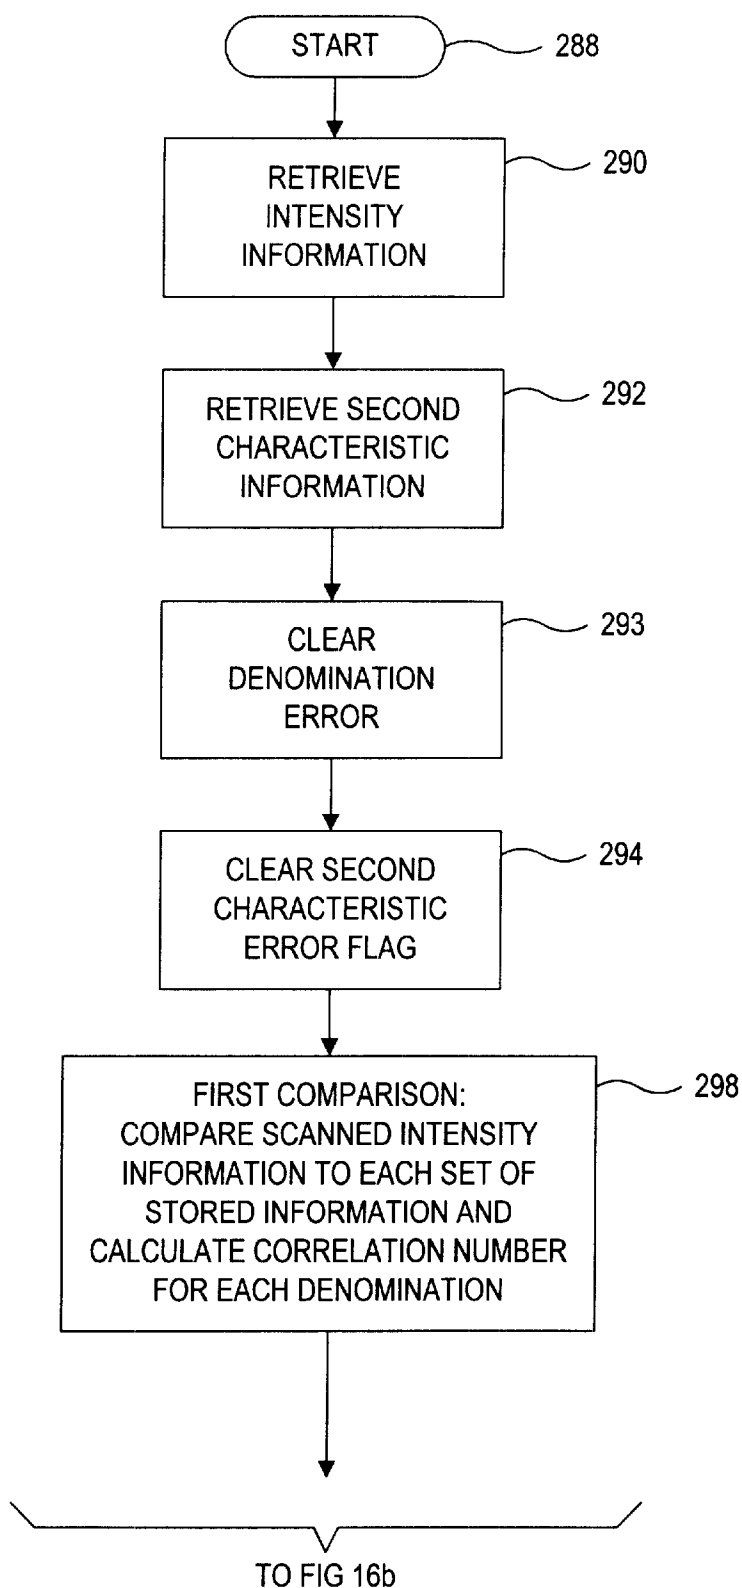 START
288
RETRIEVE
INTENSITY
INFORMATION
290
RETRIEVE SECOND
CHARACTERISTIC
INFORMATION
292
CLEAR
DENOMINATION
ERROR
293
CLEAR SECOND
CHARACTERISTIC
ERROR FLAG
294
FIRST COMPARISON:
COMPARE SCANNED INTENSITY
INFORMATION TO EACH SET OF
STORED INFORMATION AND
CALCULATE CORRELATION NUMBER
FOR EACH DENOMINATION
298
TO FIG 16b